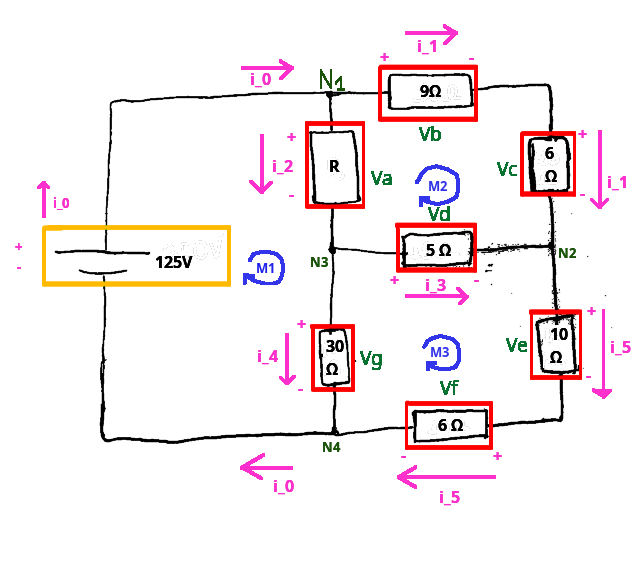 i_1
+ -
i_0
N1
9Ω
Vb
+
i_2
R
Va
-
M2
Vc
6
Ω
+
-
i_1
i_0
+
-
125V
M1
N3
Vd
5 Ω
+ -
i_3
N2
+
i_4
30
Ω
Vg
-
M3
Ve
10
Ω
+
-
i_5
Vf
6 Ω
- +
N4
i_0
i_5